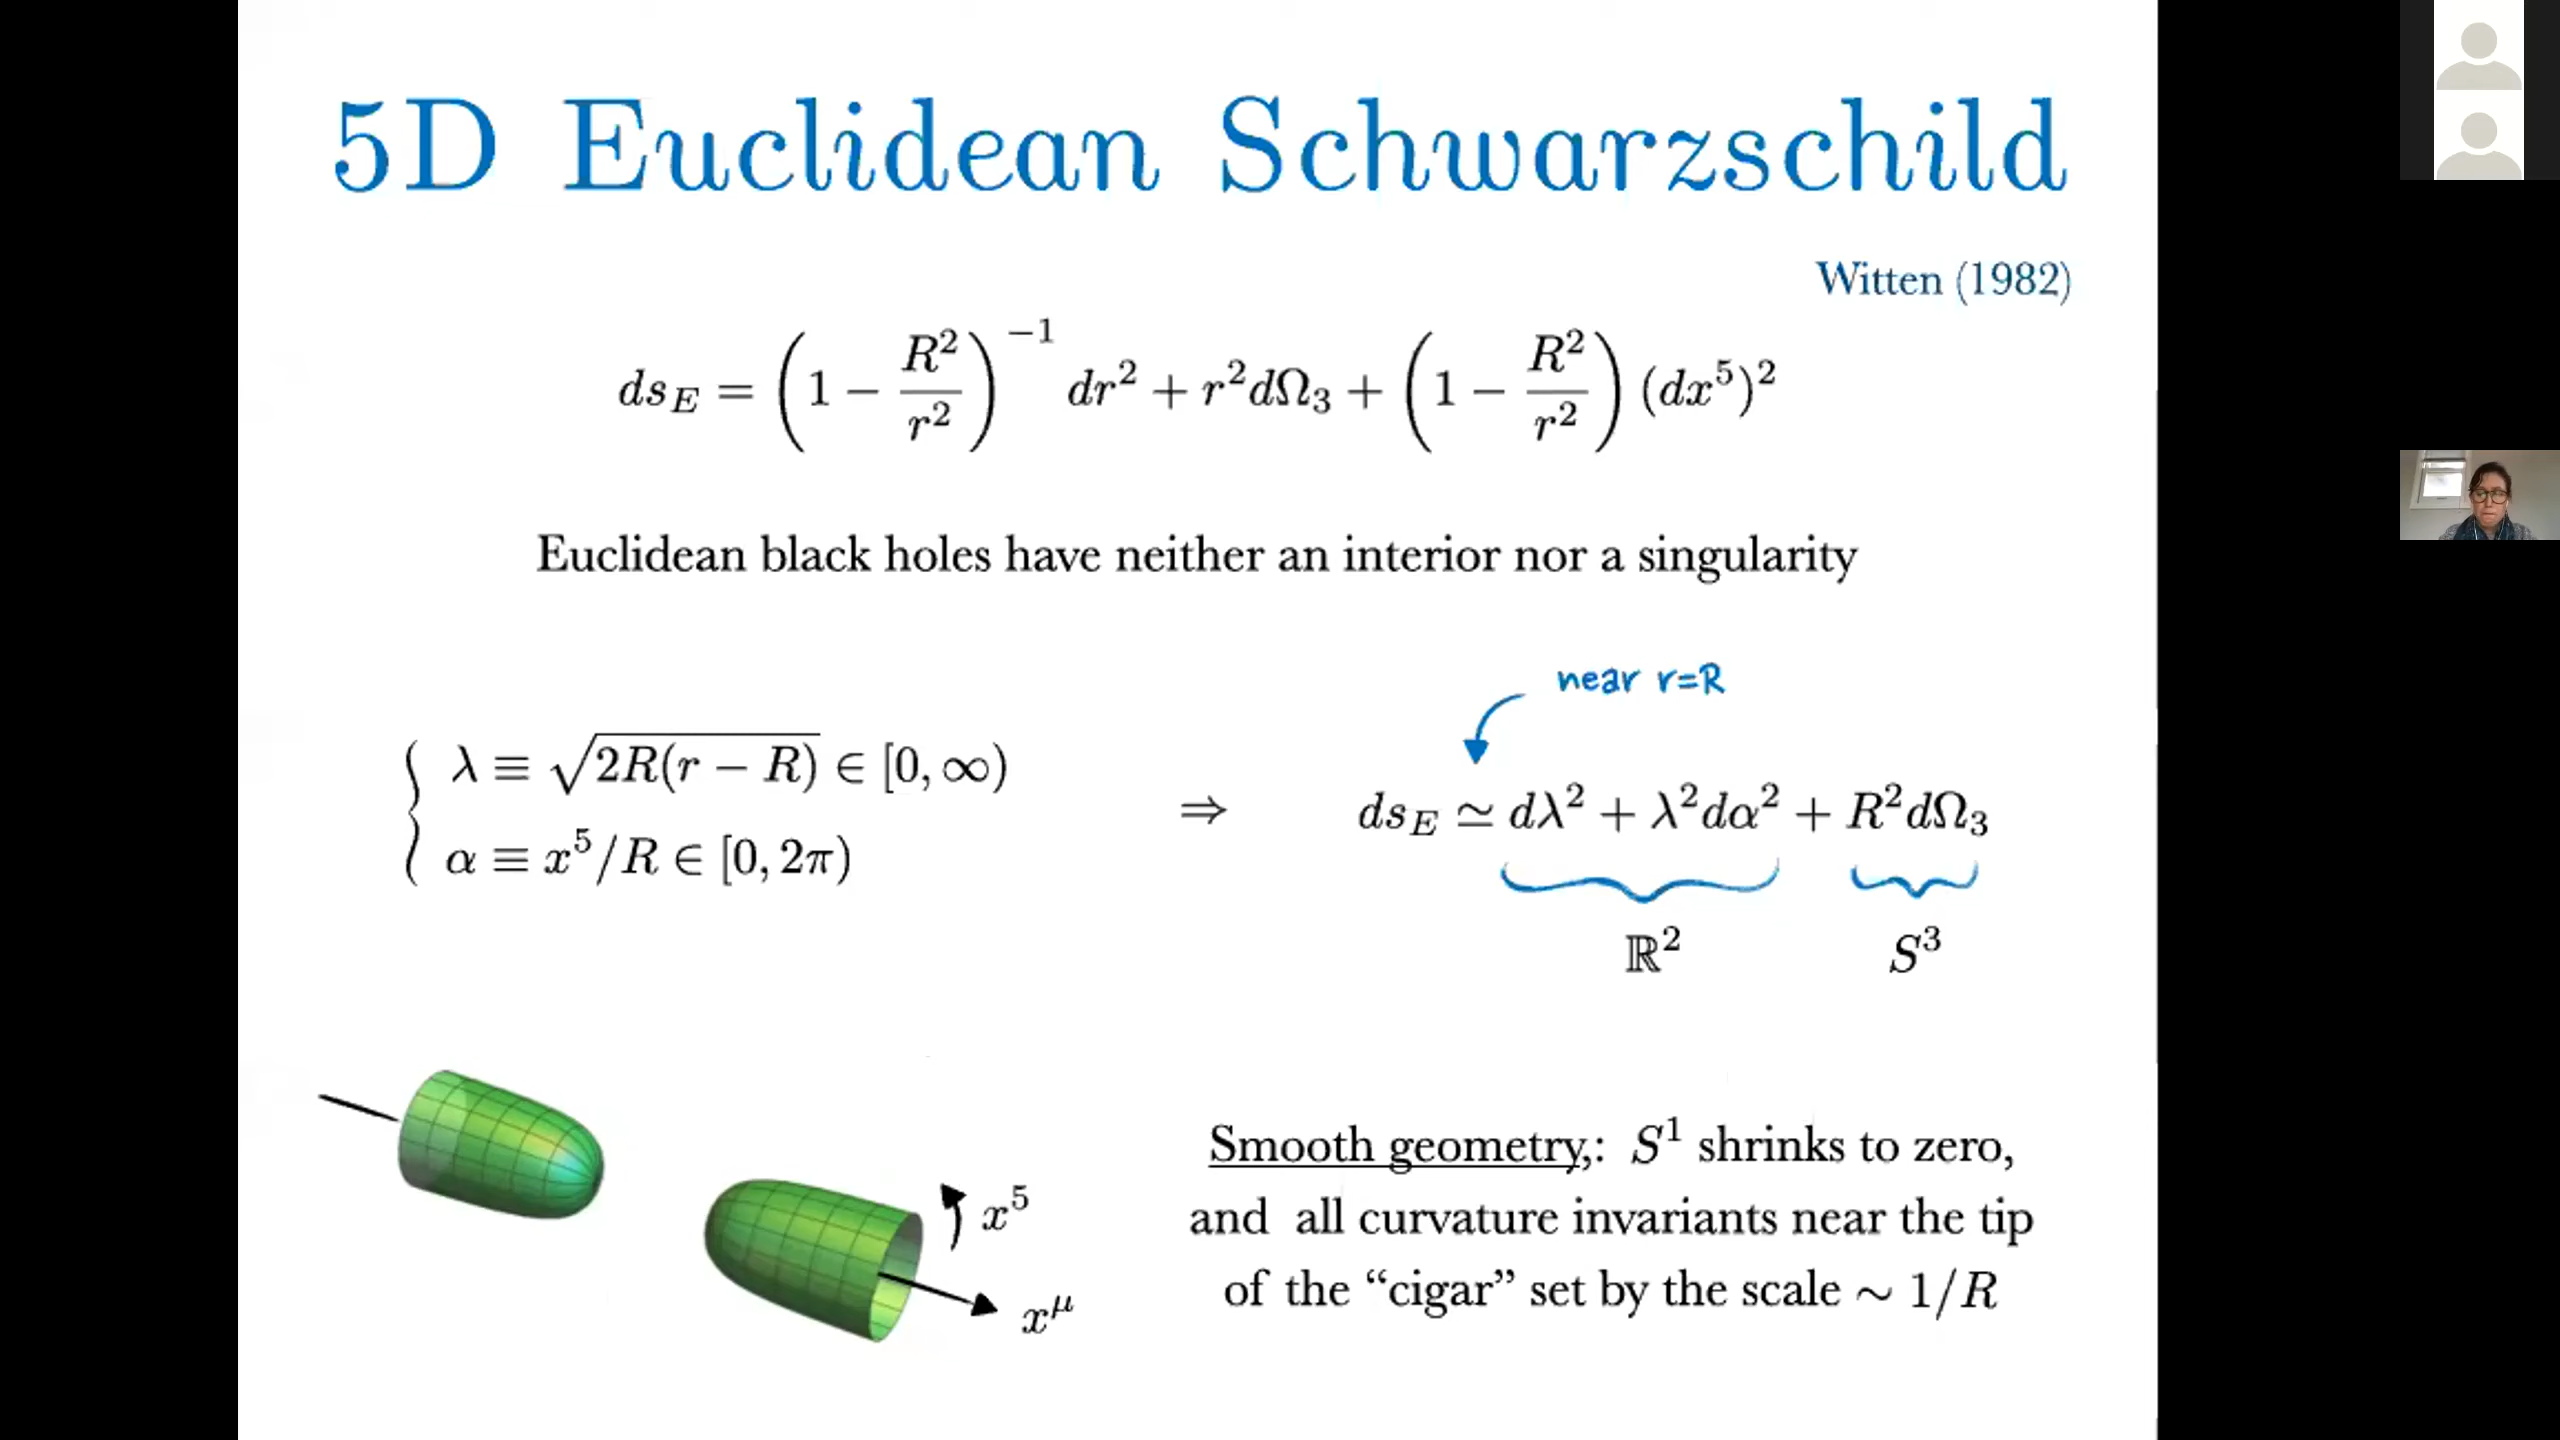 5D Euclidean Schwarzschild
Witten (1982)
ds_E = (1 − R²/r²)⁻¹ dr² + r²dΩ₃ + (1 − R²/r²) (dx⁵)²
Euclidean black holes have neither an interior nor a singularity
near r=R
λ ≡ √(2R(r − R)) ∈ [0, ∞)
α ≡ x⁵/R ∈ [0, 2π)
⇒ ds_E ≃ dλ² + λ²dα² + R²dΩ₃
ℝ² S³
x⁵
x^μ
Smooth geometry,: S¹ shrinks to zero,
and all curvature invariants near the tip
of the “cigar” set by the scale ∼ 1/R